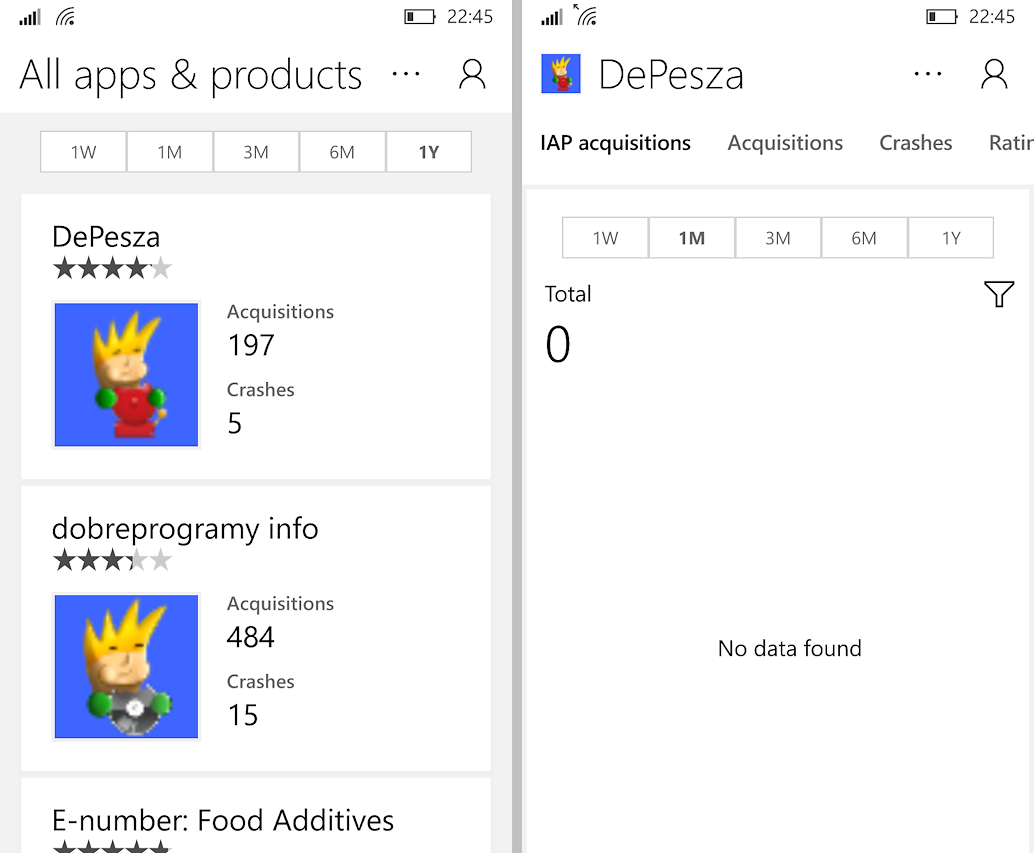 22:45
All apps & products
1W 1M 3M 6M 1Y
DePesza
Acquisitions
197
Crashes
5
dobreprogramy info
Acquisitions
484
Crashes
15
E-number: Food Additives
22:45
DePesza
IAP acquisitions Acquisitions Crashes Ratin
1W 1M 3M 6M 1Y
Total
0
No data found